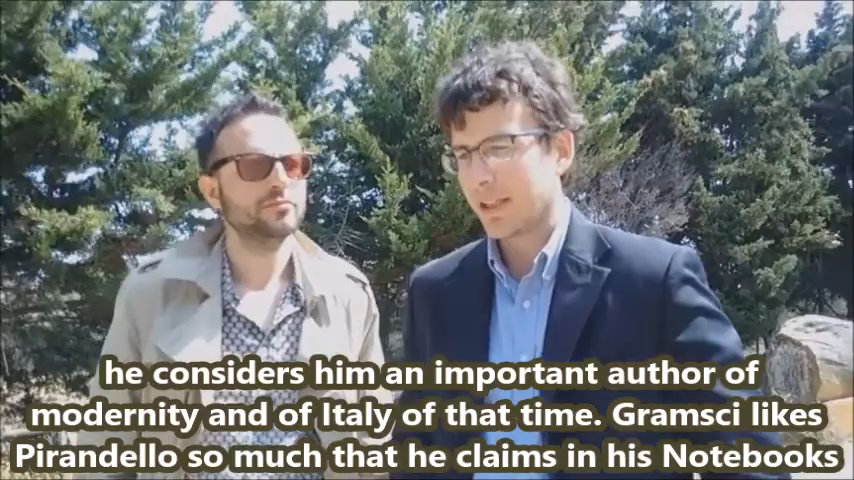 he considers him an important author of
modernity and of Italy of that time. Gramsci likes
Pirandello so much that he claims in his Notebooks